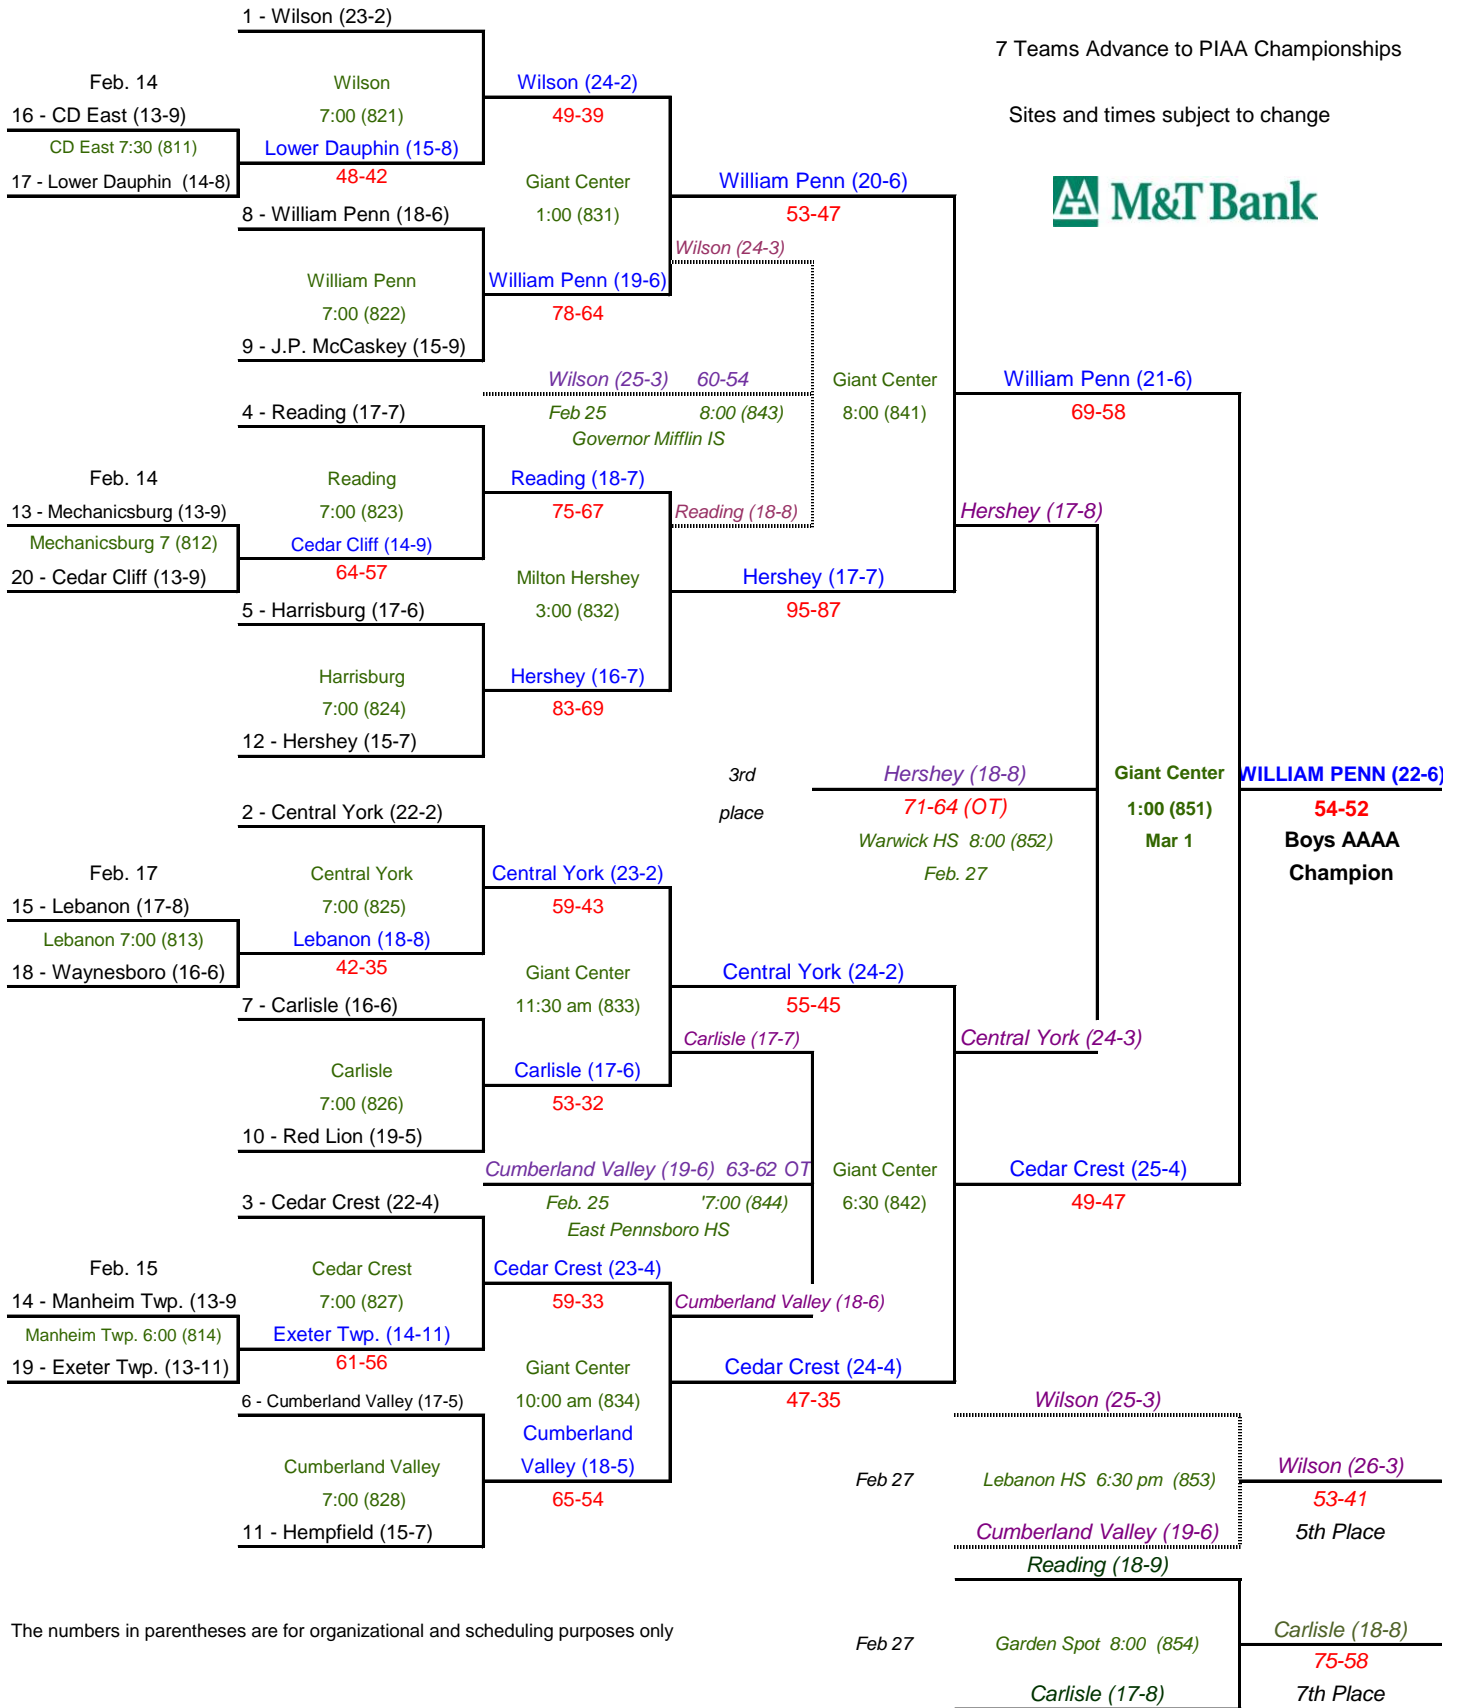 1 - Wilson (23-2)
7 Teams Advance to PIAA Championships
Feb. 14
Wilson
Wilson (24-2)
16 - CD East (13-9)
7:00 (821)
49-39
Sites and times subject to change
CD East 7:30 (811)
Lower Dauphin (15-8)
17 - Lower Dauphin (14-8)
48-42
Giant Center
William Penn (20-6)
M&T Bank
8 - William Penn (18-6)
1:00 (831)
53-47
Wilson (24-3)
William Penn
William Penn (19-6)
7:00 (822)
78-64
9 - J.P. McCaskey (15-9)
Wilson (25-3) 60-54
Giant Center
William Penn (21-6)
4 - Reading (17-7)
Feb 25 8:00 (843)
8:00 (841)
69-58
Governor Mifflin IS
Feb. 14
Reading
Reading (18-7)
13 - Mechanicsburg (13-9)
7:00 (823)
75-67
Reading (18-8)
Hershey (17-8)
Mechanicsburg 7 (812)
Cedar Cliff (14-9)
20 - Cedar Cliff (13-9)
64-57
Milton Hershey
Hershey (17-7)
5 - Harrisburg (17-6)
3:00 (832)
95-87
Harrisburg
Hershey (16-7)
7:00 (824)
83-69
12 - Hershey (15-7)
3rd
Hershey (18-8)
Giant Center
WILLIAM PENN (22-6)
2 - Central York (22-2)
place
71-64 (OT)
1:00 (851)
54-52
Warwick HS 8:00 (852)
Mar 1
Boys AAAA
Feb. 17
Central York
Central York (23-2)
Feb. 27
Champion
15 - Lebanon (17-8)
7:00 (825)
59-43
Lebanon 7:00 (813)
Lebanon (18-8)
18 - Waynesboro (16-6)
42-35
Giant Center
Central York (24-2)
7 - Carlisle (16-6)
11:30 am (833)
55-45
Carlisle (17-7)
Central York (24-3)
Carlisle
Carlisle (17-6)
7:00 (826)
53-32
10 - Red Lion (19-5)
Cumberland Valley (19-6) 63-62 OT
Giant Center
Cedar Crest (25-4)
3 - Cedar Crest (22-4)
Feb. 25 '7:00 (844)
6:30 (842)
49-47
East Pennsboro HS
Feb. 15
Cedar Crest
Cedar Crest (23-4)
14 - Manheim Twp. (13-9
7:00 (827)
59-33
Cumberland Valley (18-6)
Manheim Twp. 6:00 (814)
Exeter Twp. (14-11)
19 - Exeter Twp. (13-11)
61-56
Giant Center
Cedar Crest (24-4)
6 - Cumberland Valley (17-5)
10:00 am (834)
47-35
Wilson (25-3)
Cumberland
Cumberland Valley
Valley (18-5)
Feb 27
Lebanon HS 6:30 pm (853)
Wilson (26-3)
7:00 (828)
65-54
53-41
11 - Hempfield (15-7)
Cumberland Valley (19-6)
5th Place
Reading (18-9)
The numbers in parentheses are for organizational and scheduling purposes only
Feb 27
Garden Spot 8:00 (854)
Carlisle (18-8)
75-58
Carlisle (17-8)
7th Place